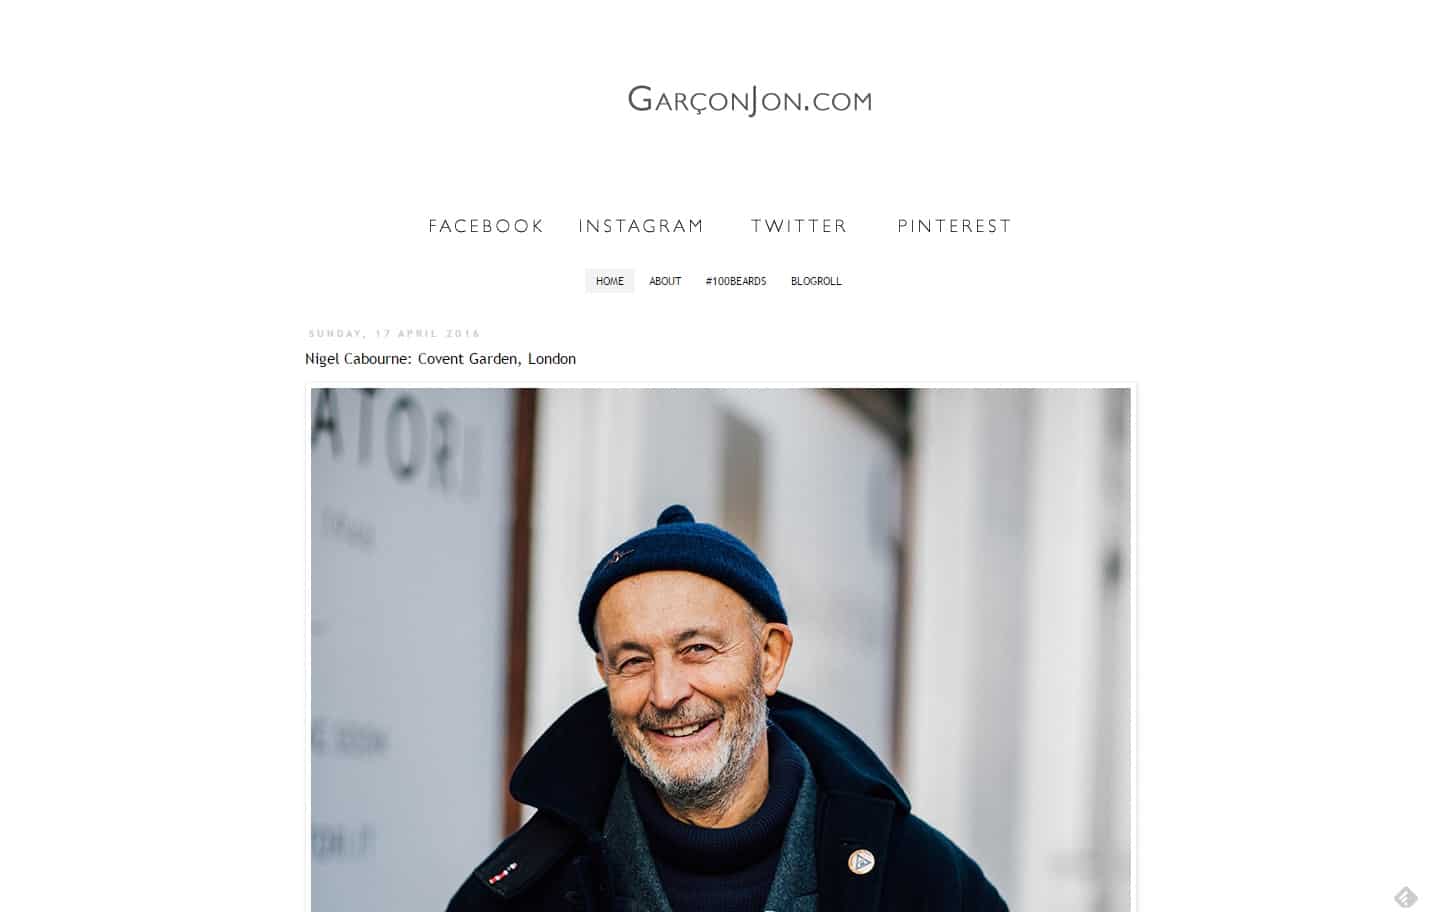 GARÇONJON.COM
FACEBOOK INSTAGRAM TWITTER PINTEREST
HOME ABOUT #100BEARDS BLOGROLL
SUNDAY, 17 APRIL 2016
Nigel Cabourne: Covent Garden, London
ATORI